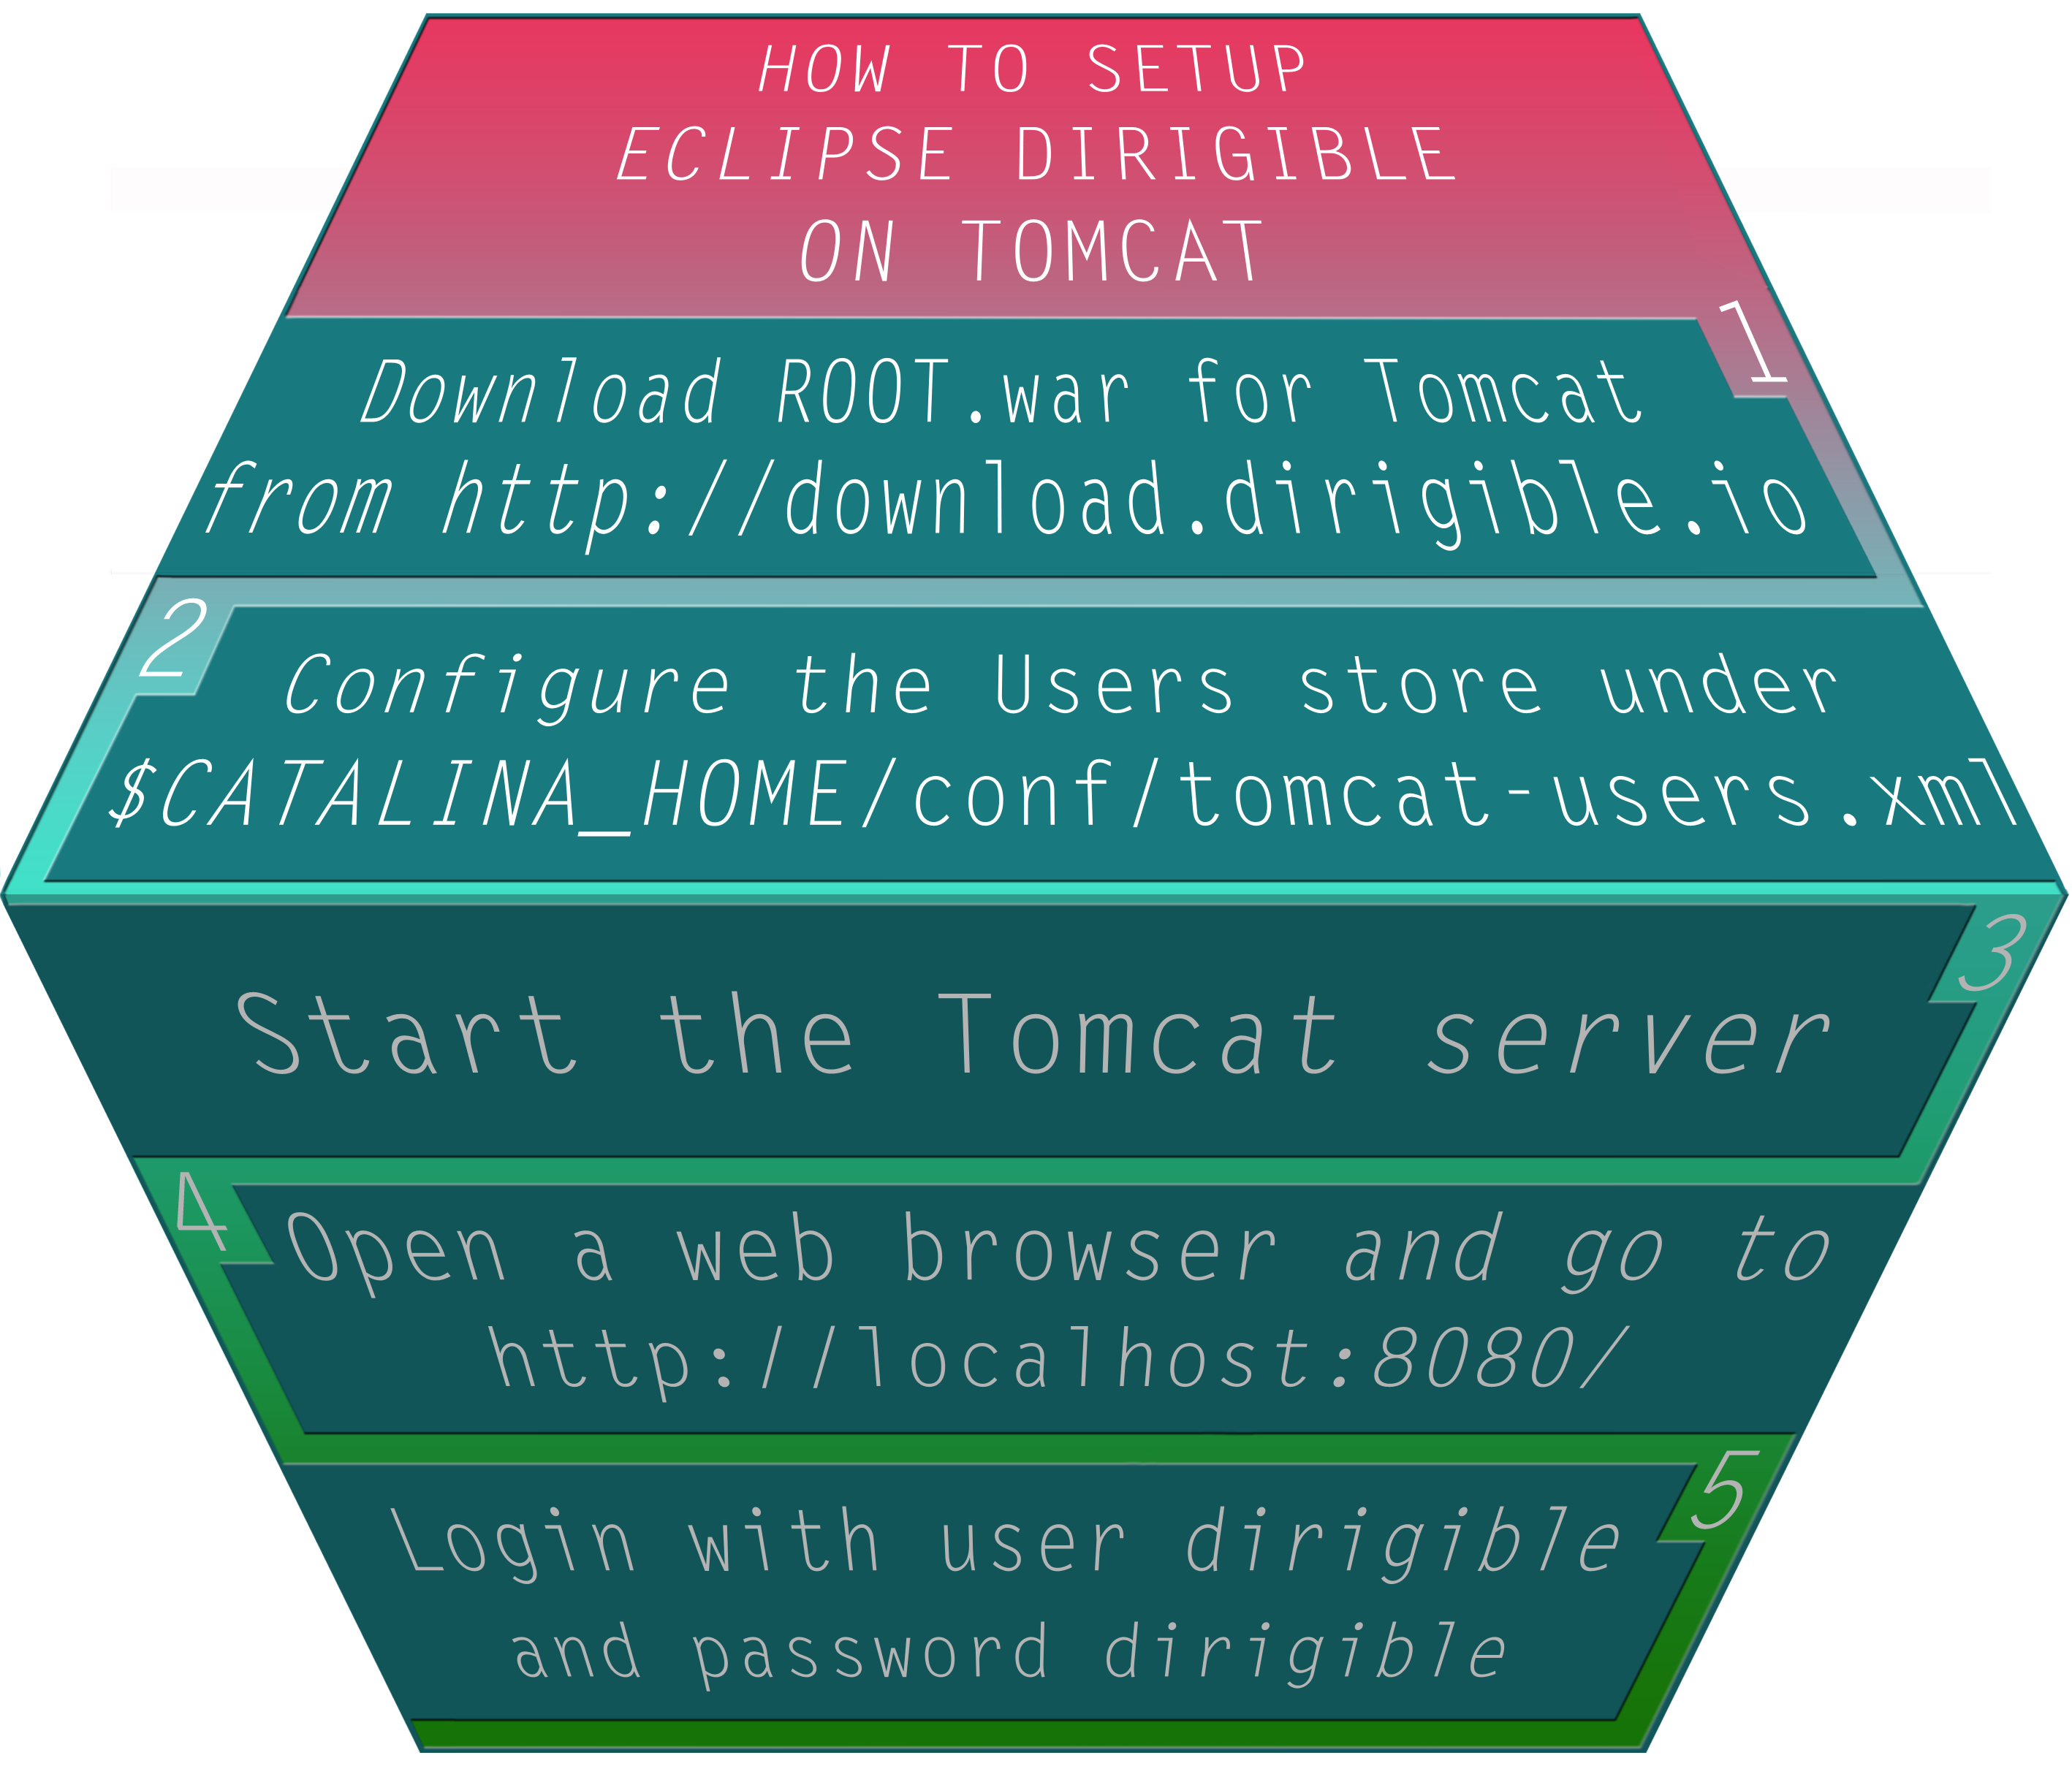 HOW TO SETUP
ECLIPSE DIRIGIBLE
ON TOMCAT
1
Download ROOT.war for Tomcat
from http://download.dirigible.io
2
Configure the Users store under
$CATALINA_HOME/conf/tomcat-users.xml
3
Start the Tomcat server
4
Open a web browser and go to
http://localhost:8080/
5
Login with user dirigible
and password dirigible